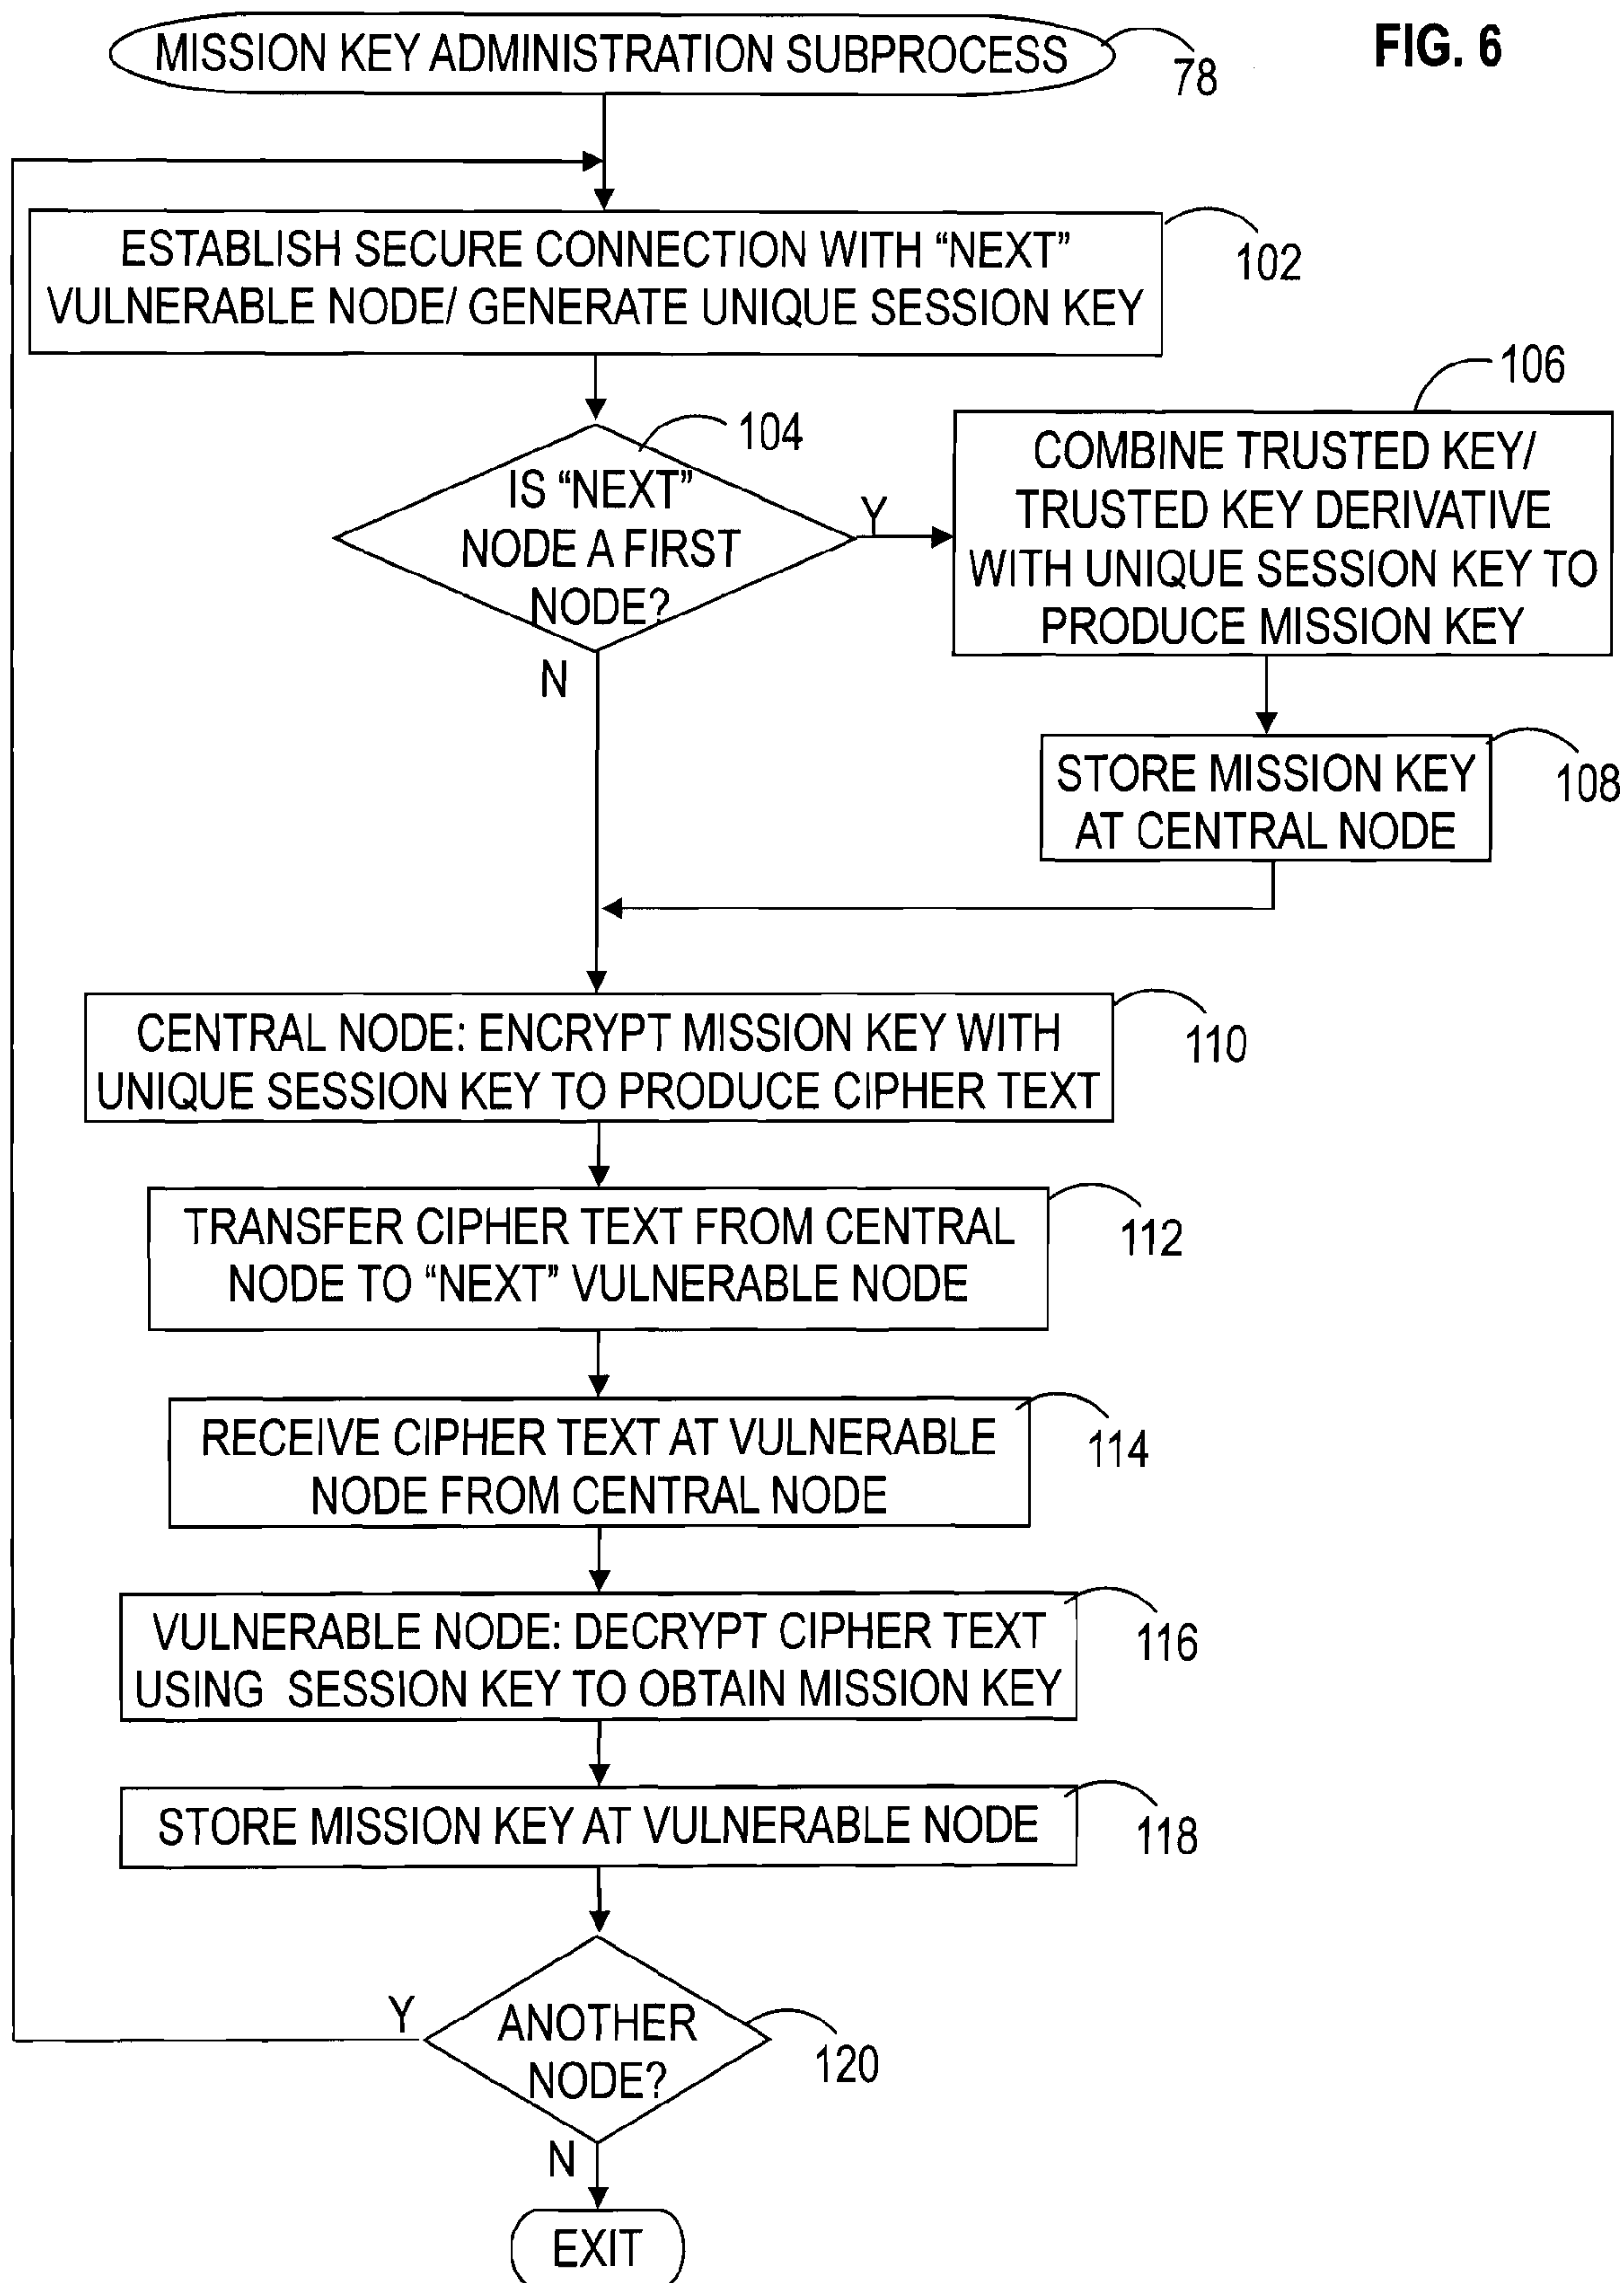 MISSION KEY ADMINISTRATION SUBPROCESS
78
FIG. 6
ESTABLISH SECURE CONNECTION WITH “NEXT”
VULNERABLE NODE/ GENERATE UNIQUE SESSION KEY
102
104
IS “NEXT”
NODE A FIRST
NODE?
Y
N
106
COMBINE TRUSTED KEY/
TRUSTED KEY DERIVATIVE
WITH UNIQUE SESSION KEY TO
PRODUCE MISSION KEY
STORE MISSION KEY
AT CENTRAL NODE
108
CENTRAL NODE: ENCRYPT MISSION KEY WITH
UNIQUE SESSION KEY TO PRODUCE CIPHER TEXT
110
TRANSFER CIPHER TEXT FROM CENTRAL
NODE TO “NEXT” VULNERABLE NODE
112
RECEIVE CIPHER TEXT AT VULNERABLE
NODE FROM CENTRAL NODE
114
VULNERABLE NODE: DECRYPT CIPHER TEXT
USING SESSION KEY TO OBTAIN MISSION KEY
116
STORE MISSION KEY AT VULNERABLE NODE
118
Y
ANOTHER
NODE?
120
N
EXIT